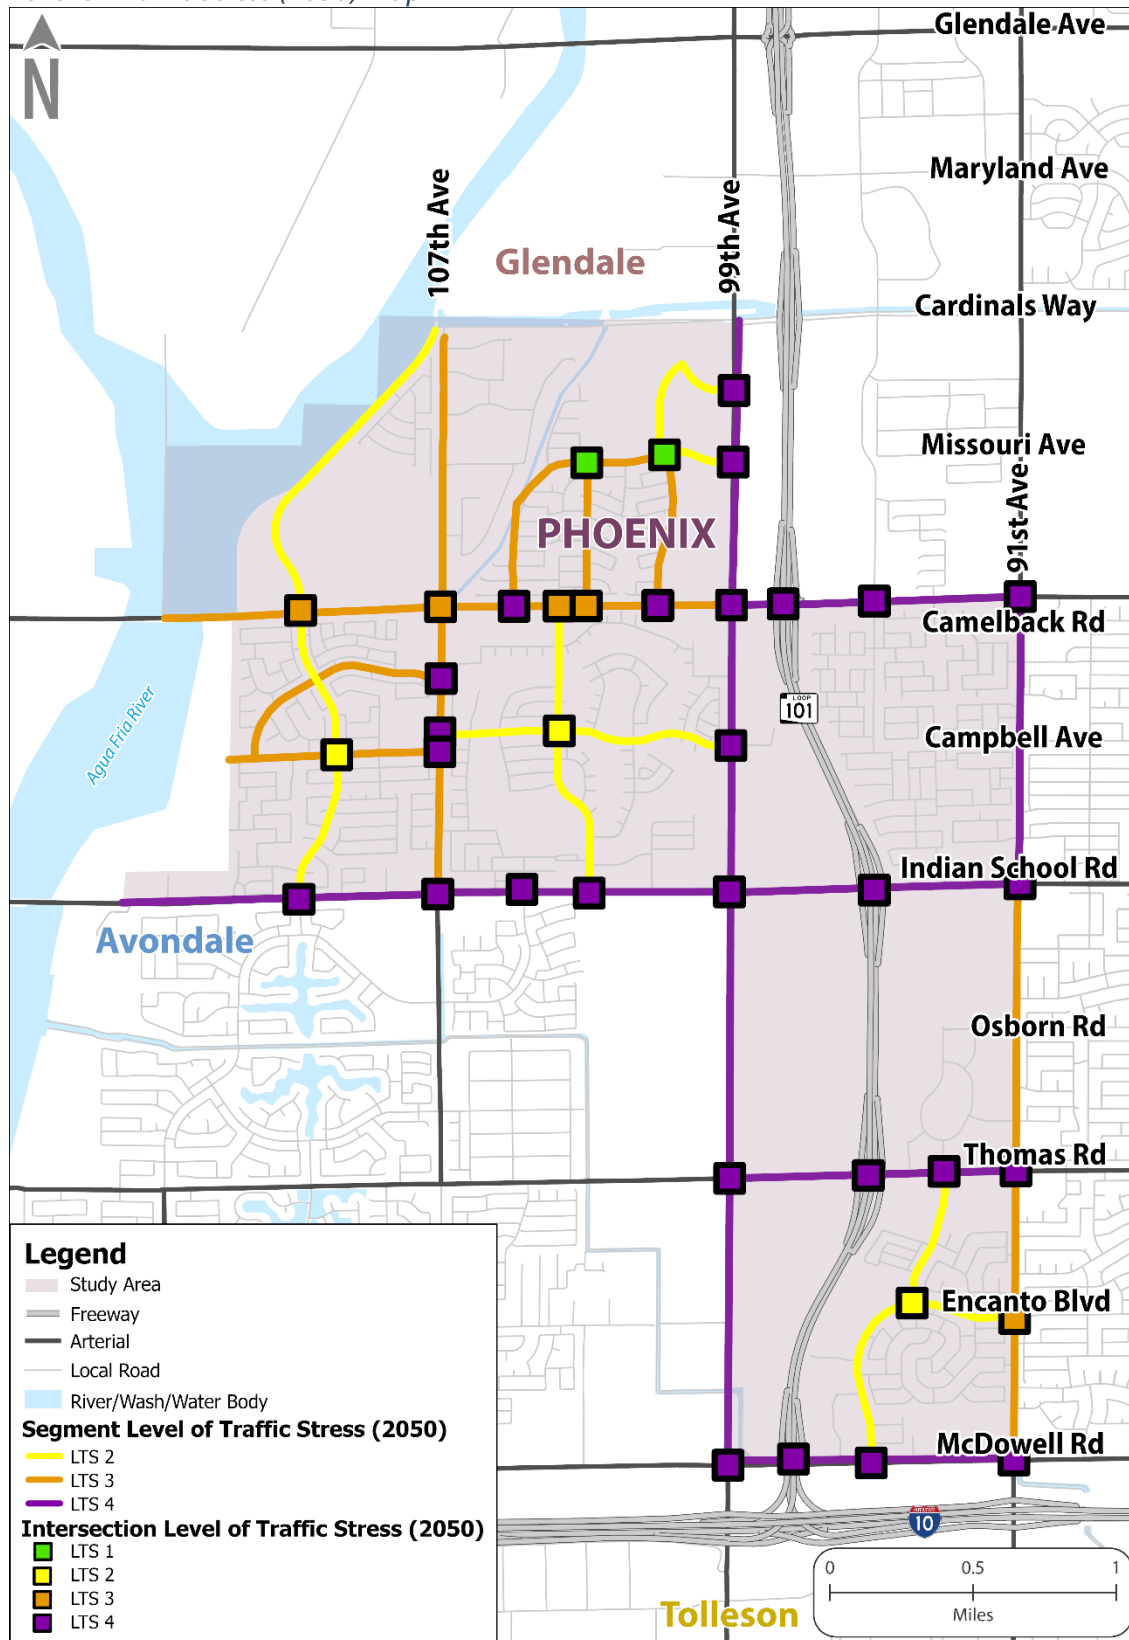 Glendale Ave
N
Maryland Ave
107th Ave
99th Ave
Glendale
Cardinals Way
Missouri Ave
91st Ave
PHOENIX
Camelback Rd
Agua Fria River
LOOP
101
Campbell Ave
Indian School Rd
Avondale
Osborn Rd
Thomas Rd
Encanto Blvd
McDowell Rd
Legend
Study Area
Freeway
Arterial
Local Road
River/Wash/Water Body
Segment Level of Traffic Stress (2050)
LTS 2
LTS 3
LTS 4
Intersection Level of Traffic Stress (2050)
LTS 1
LTS 2
LTS 3
LTS 4
10
0 0.5 1
Miles
Tolleson